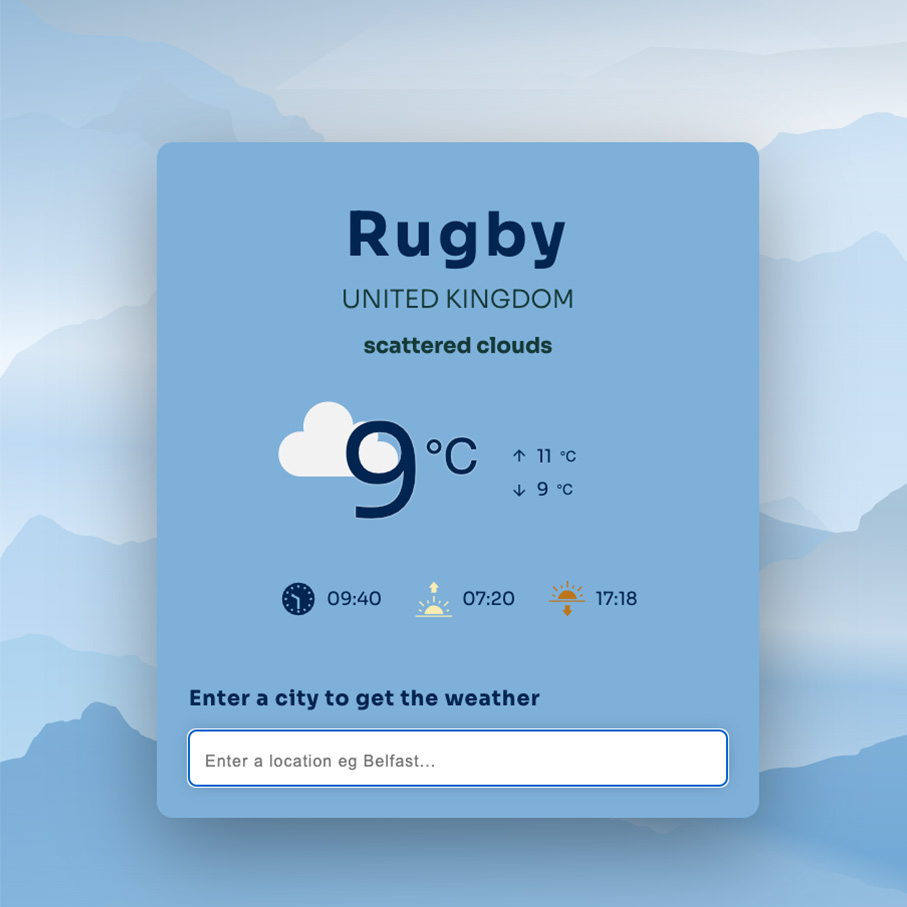 Rugby
UNITED KINGDOM
scattered clouds
9 °C
↑ 11 °C
↓ 9 °C
09:40 07:20 17:18
Enter a city to get the weather
Enter a location eg Belfast...